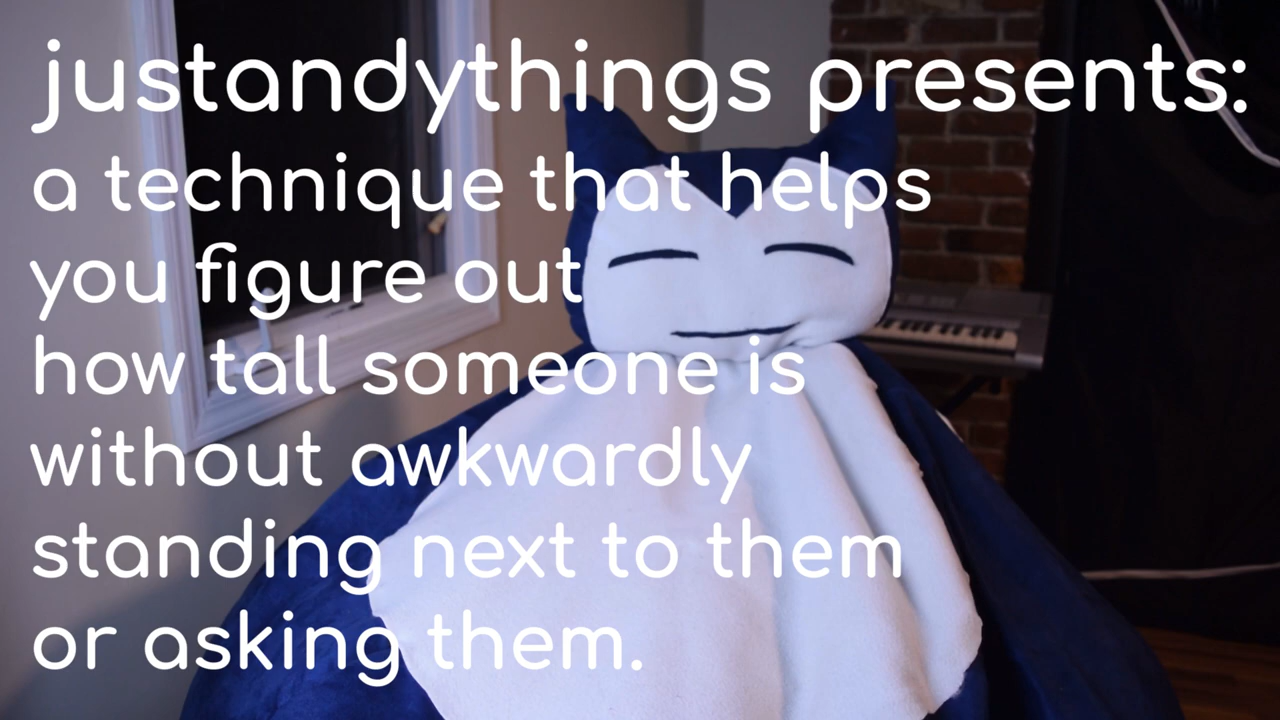 justandythings presents:
a technique that helps
you figure out
how tall someone is
without awkwardly
standing next to them
or asking them.